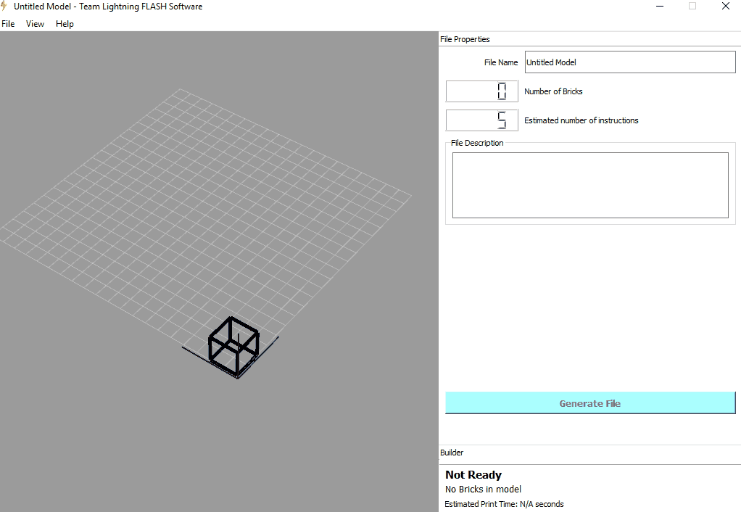 Untitled Model - Team Lightning FLASH Software
File View Help
File Properties
File Name Untitled Model
0 Number of Bricks
5 Estimated number of instructions
File Description
Generate File
Builder
Not Ready
No Bricks in model
Estimated Print Time: N/A seconds